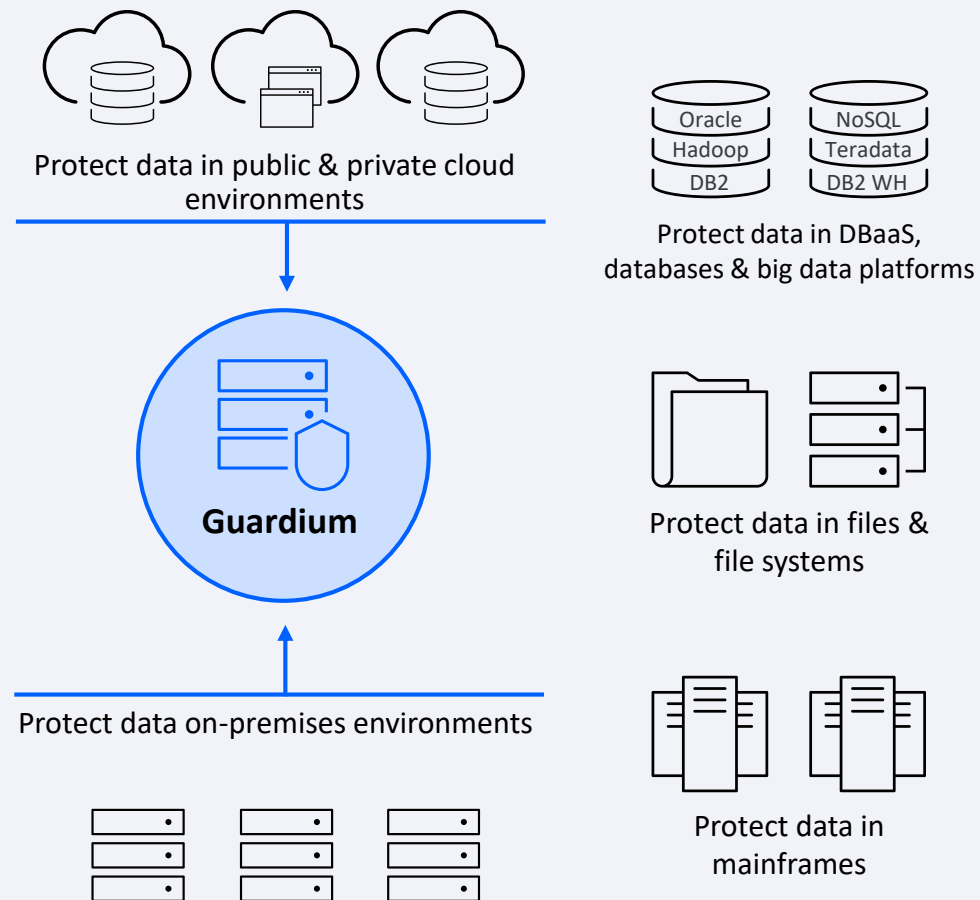 Protect data in public & private cloud
environments
Guardium
Protect data on-premises environments
Oracle
Hadoop
DB2
NoSQL
Teradata
DB2 WH
Protect data in DBaaS,
databases & big data platforms
Protect data in files &
file systems
Protect data in
mainframes